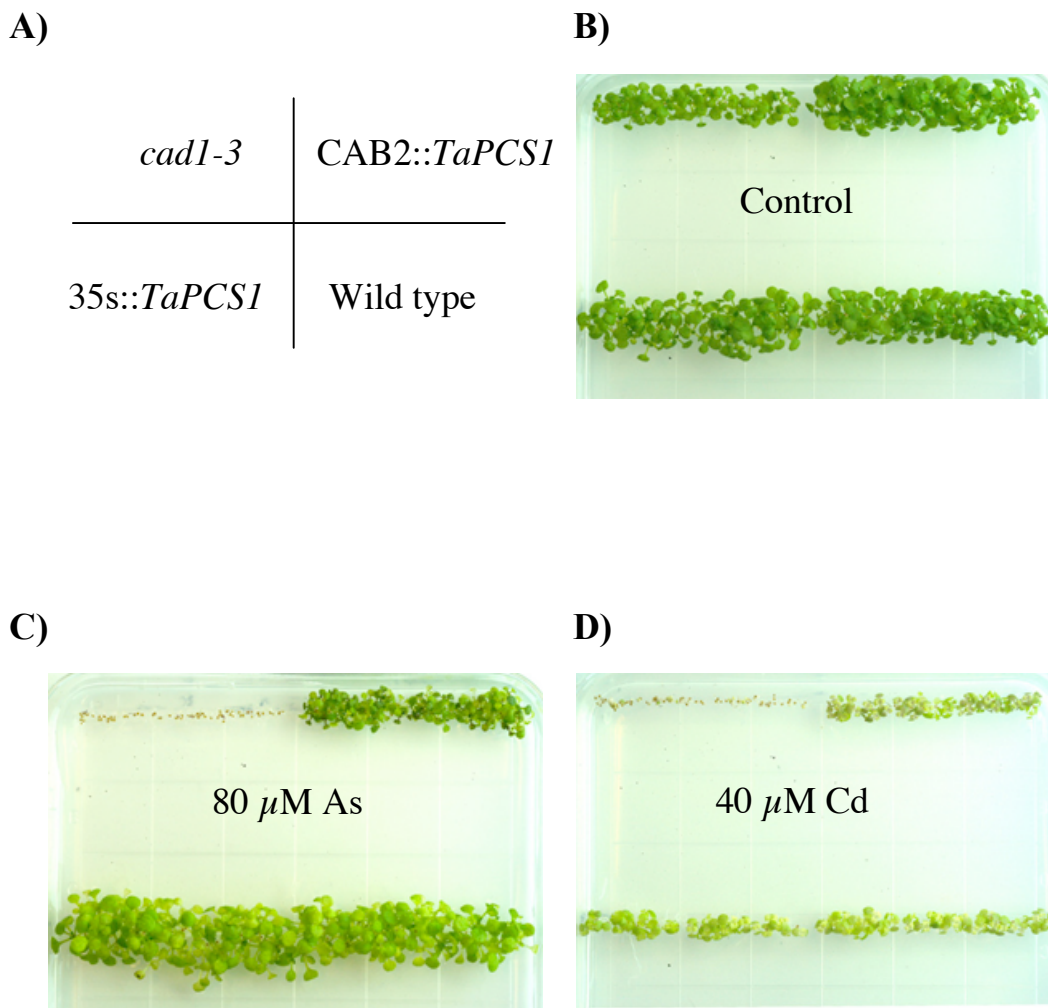 A)
B)
cad1-3
CAB2::TaPCS1
35s::TaPCS1
Wild type
Control
C)
D)
80 µM As
40 µM Cd